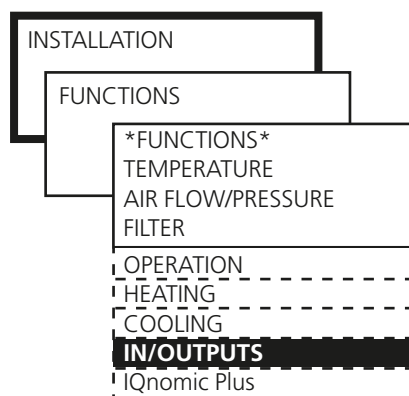 INSTALLATION
FUNCTIONS
*FUNCTIONS*
TEMPERATURE
AIR FLOW/PRESSURE
FILTER
OPERATION
HEATING
COOLING
IN/OUTPUTS
IQnomic Plus